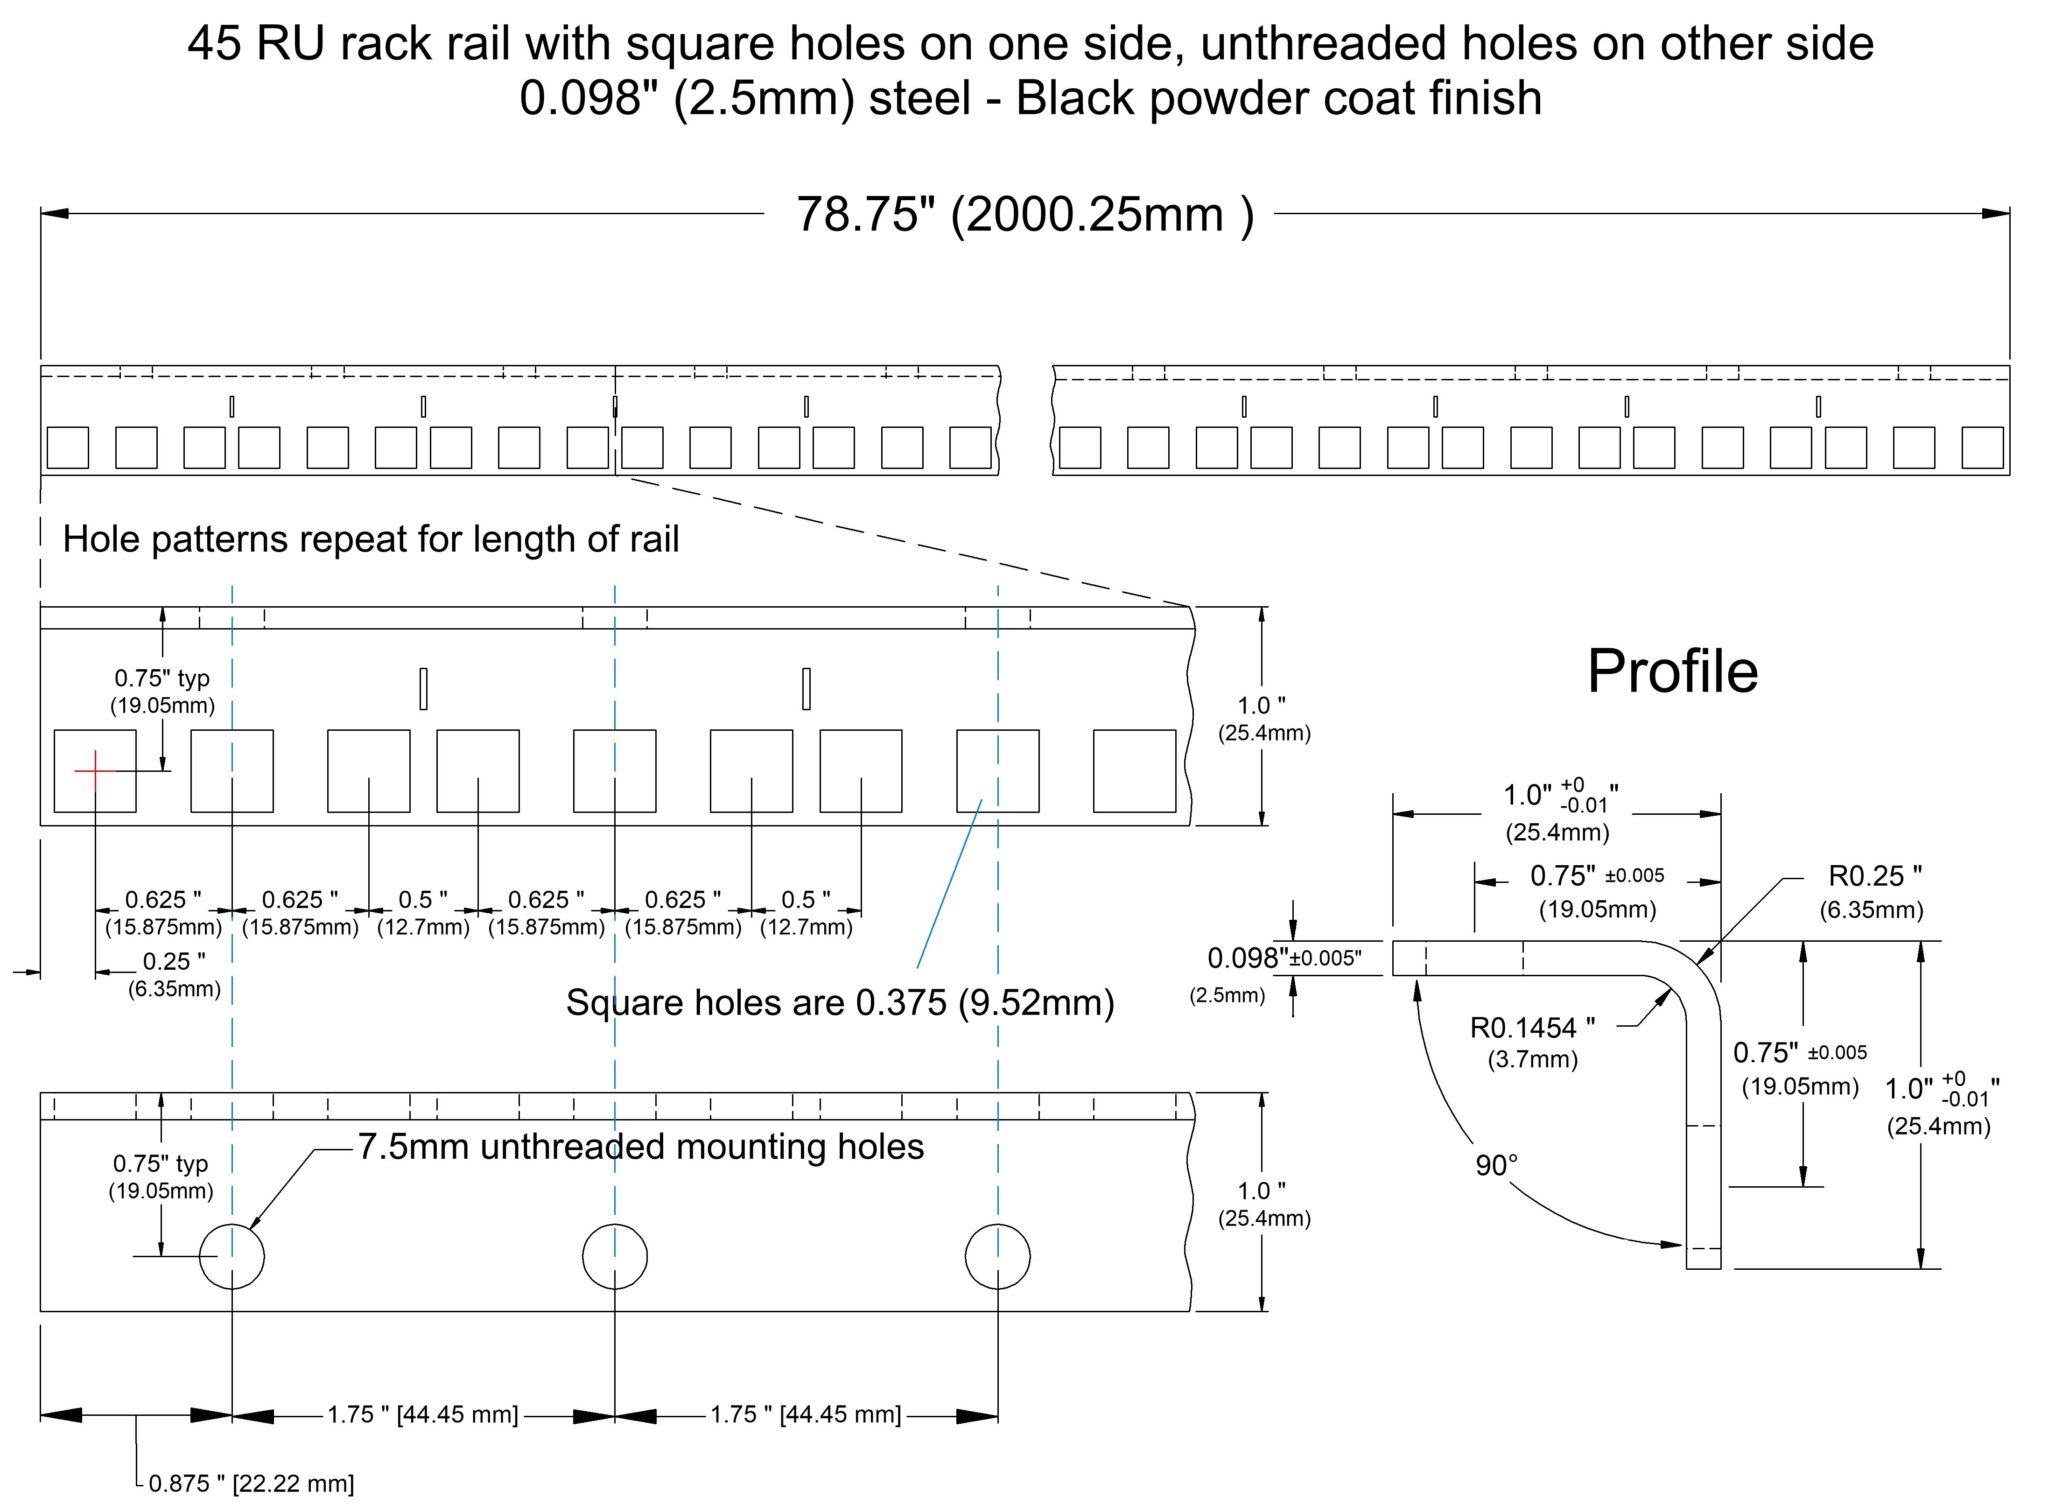 45 RU rack rail with square holes on one side, unthreaded holes on other side
0.098" (2.5mm) steel - Black powder coat finish
78.75" (2000.25mm )
Hole patterns repeat for length of rail
0.75" typ
(19.05mm)
1.0 "
(25.4mm)
0.625 "
(15.875mm)
0.625 "
(15.875mm)
0.5 "
(12.7mm)
0.625 "
(15.875mm)
0.625 "
(15.875mm)
0.5 "
(12.7mm)
0.25 "
(6.35mm)
Square holes are 0.375 (9.52mm)
7.5mm unthreaded mounting holes
0.75" typ
(19.05mm)
1.0 "
(25.4mm)
1.75 " [44.45 mm]
1.75 " [44.45 mm]
0.875 " [22.22 mm]
Profile
1.0" +0 -0.01 "
(25.4mm)
0.75" ±0.005
(19.05mm)
R0.25 "
(6.35mm)
0.098"±0.005"
(2.5mm)
R0.1454 "
(3.7mm)
0.75" ±0.005
(19.05mm)
1.0" +0 -0.01 "
(25.4mm)
90°